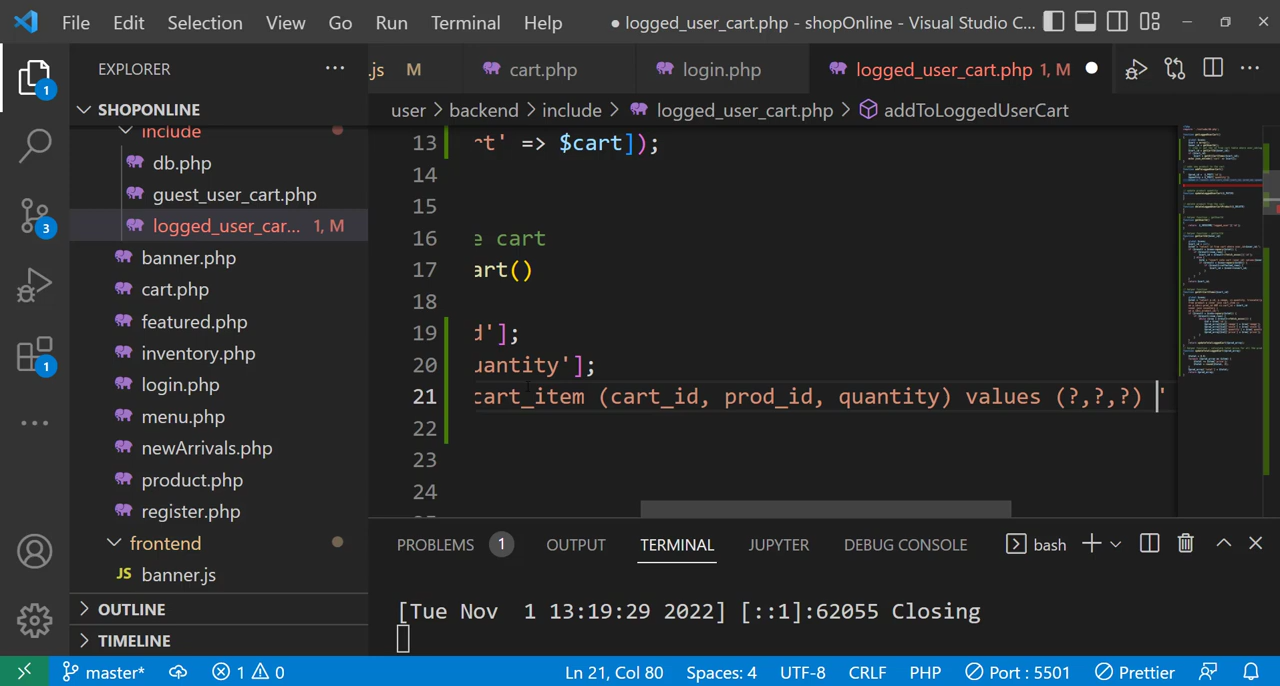 File Edit Selection View Go Run Terminal Help
● logged_user_cart.php - shopOnline - Visual Studio C...
EXPLORER
.js M cart.php login.php logged_user_cart.php 1, M
user > backend > include > logged_user_cart.php > addToLoggedUserCart
SHOPONLINE
include
db.php
guest_user_cart.php
logged_user_car... 1, M
banner.php
cart.php
featured.php
inventory.php
login.php
menu.php
newArrivals.php
product.php
register.php
frontend
JS banner.js
OUTLINE
TIMELINE
1
3
1
13 rt' => $cart]);
14
15
16 e cart
17 art()
18
19 d'];
20 uantity'];
21 cart_item (cart_id, prod_id, quantity) values (?,?,?) '
22
23
24
PROBLEMS 1 OUTPUT TERMINAL JUPYTER DEBUG CONSOLE bash
[Tue Nov  1 13:19:29 2022] [::1]:62055 Closing
master* 1 0 Ln 21, Col 80 Spaces: 4 UTF-8 CRLF PHP Port : 5501 Prettier